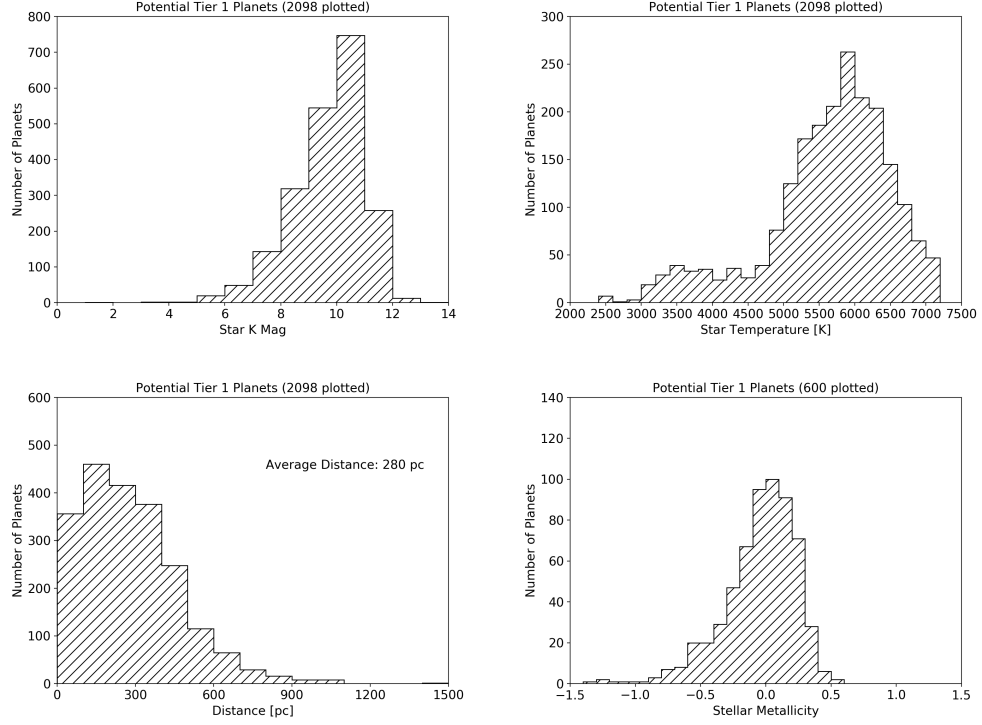 Potential Tier 1 Planets (2098 plotted)
800
700
600
500
400
300
200
100
0
Number of Planets
0 2 4 6 8 10 12 14
Star K Mag
Potential Tier 1 Planets (2098 plotted)
300
250
200
150
100
50
0
Number of Planets
2000 2500 3000 3500 4000 4500 5000 5500 6000 6500 7000 7500
Star Temperature [K]
Potential Tier 1 Planets (2098 plotted)
600
500
400
300
200
100
0
Number of Planets
Average Distance: 280 pc
0 300 600 900 1200 1500
Distance [pc]
Potential Tier 1 Planets (600 plotted)
140
120
100
80
60
40
20
0
Number of Planets
−1.5 −1.0 −0.5 0.0 0.5 1.0 1.5
Stellar Metallicity